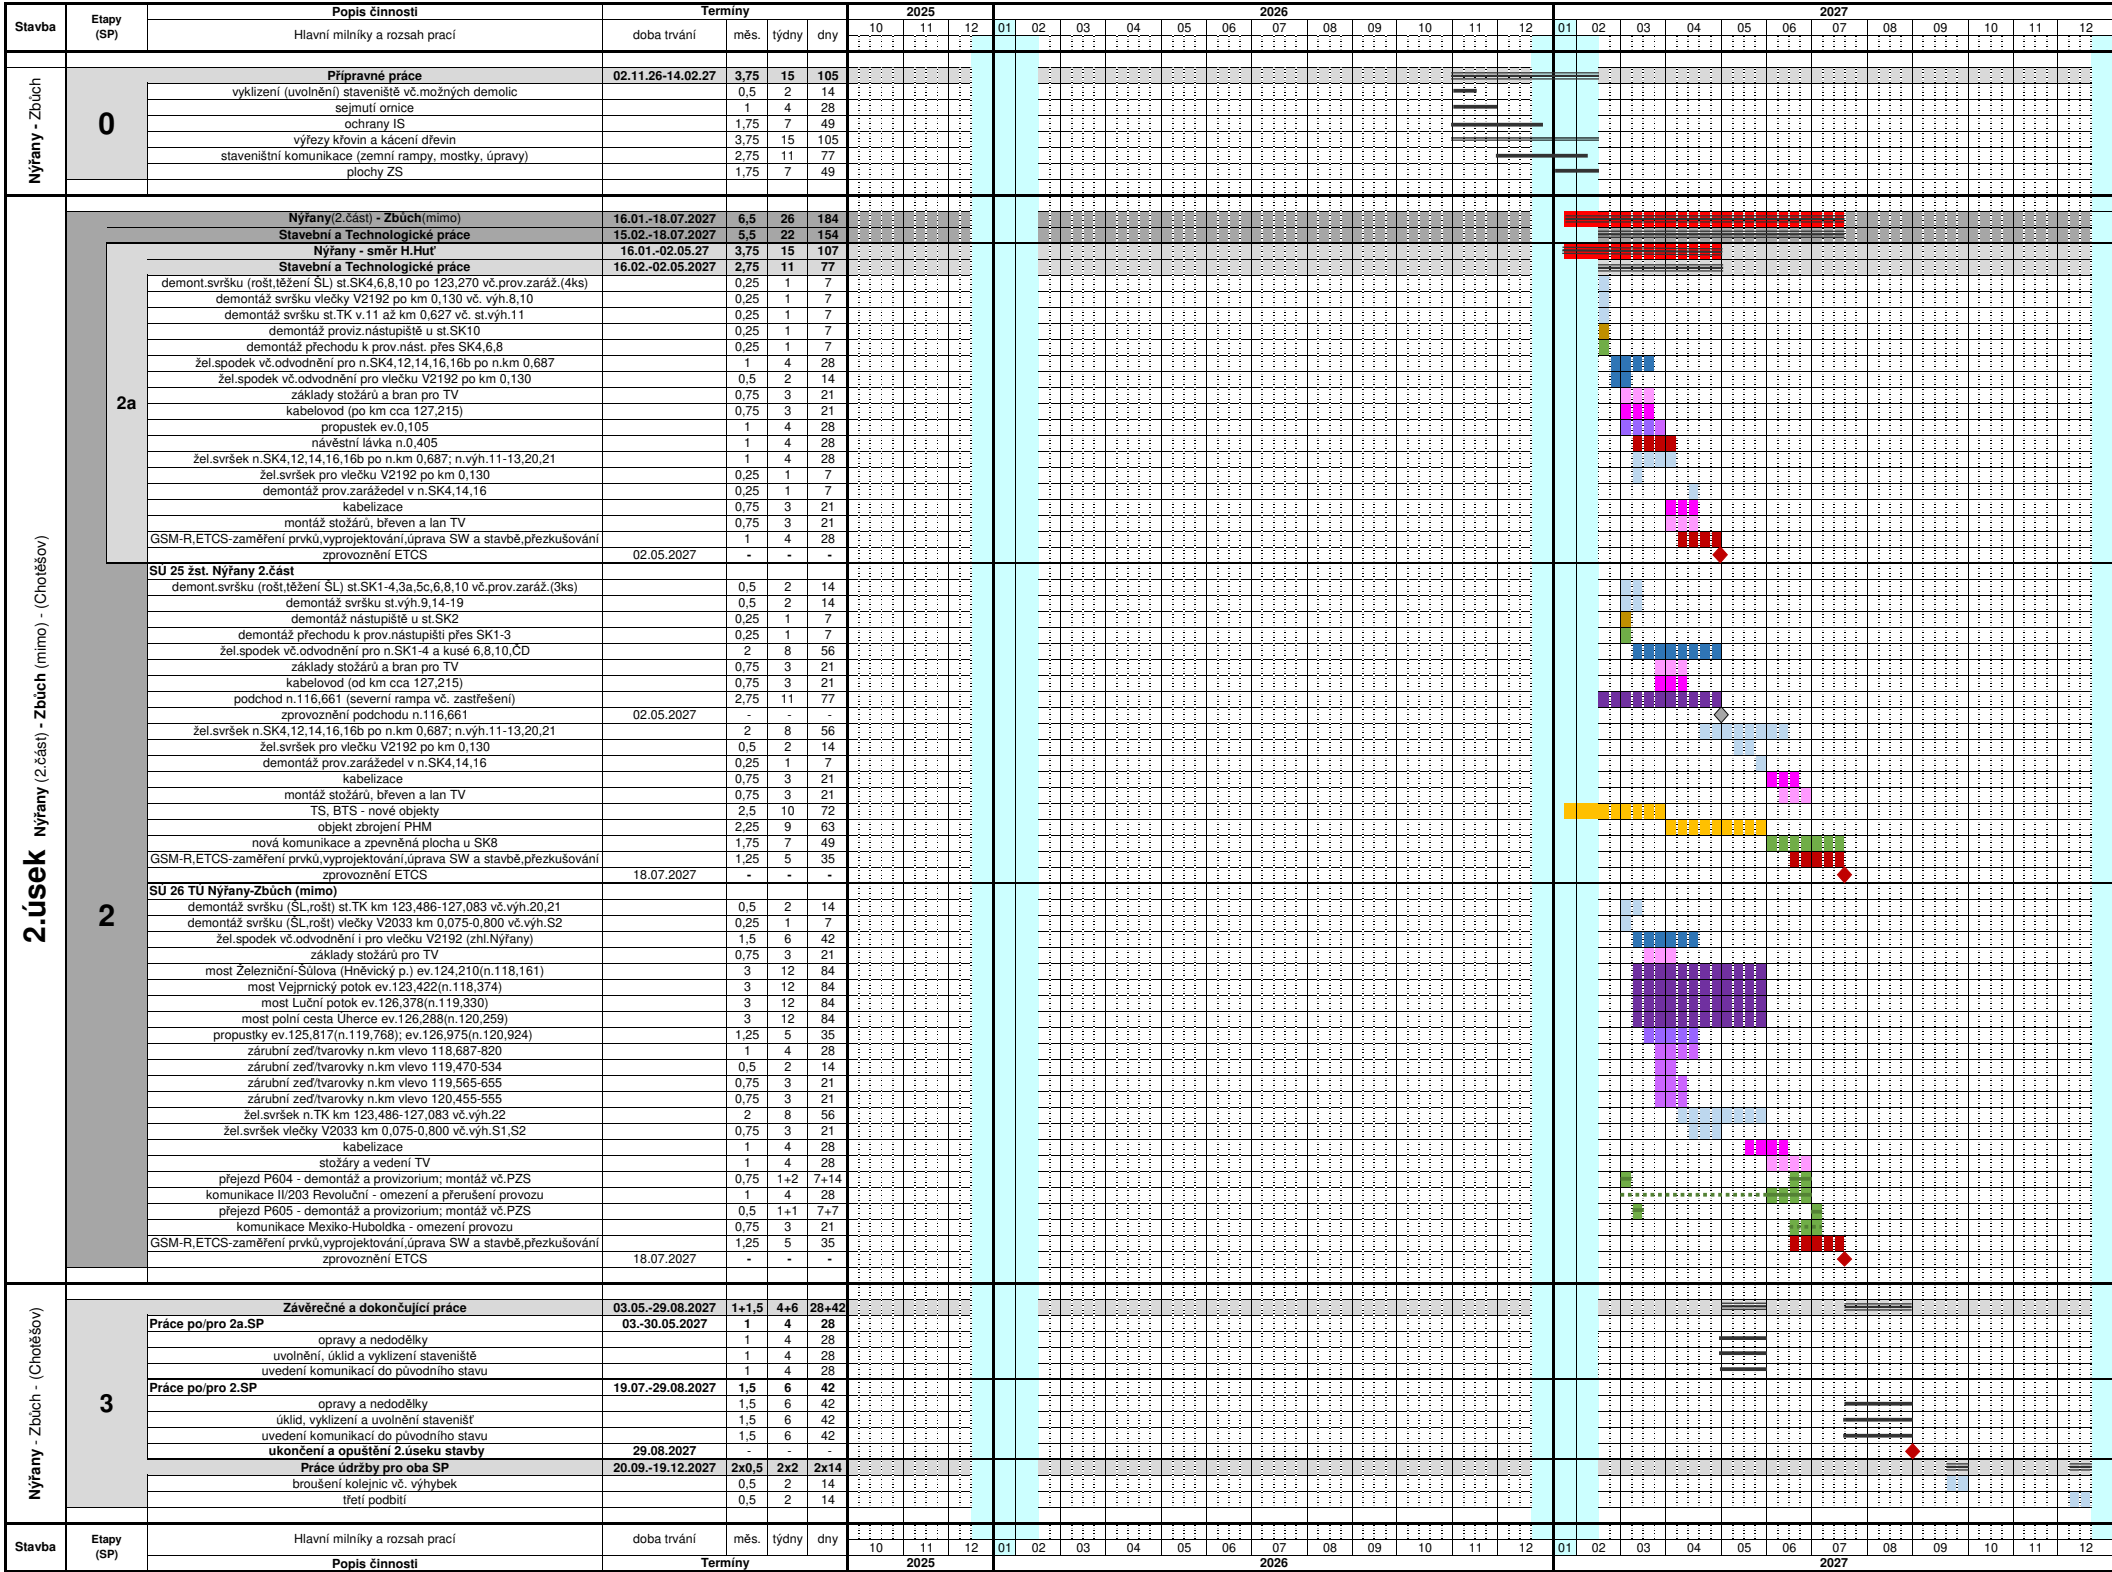 Stavba
Etapy (SP)
Popis činnosti
Termíny
2025
2026
2027
Hlavní milníky a rozsah prací
doba trvání měs. týdny dny
10 11 12 01 02 03 04 05 06 07 08 09 10 11 12 01 02 03 04 05 06 07 08 09 10 11 12
Nýřany - Zbůch
0
Přípravné práce 02.11.26-14.02.27 3,75 15 105
vyklizení (uvolnění) staveniště vč.možných demolic 0,5 2 14
sejmutí ornice 1 4 28
ochrany IS 1,75 7 49
výřezy křovin a kácení dřevin 3,75 15 105
staveništní komunikace (zemní rampy, mostky, úpravy) 2,75 11 77
plochy ZS 1,75 7 49
2.úsek Nýřany (2.část) - Zbůch (mimo) - (Chotěšov)
2
Nýřany(2.část) - Zbůch(mimo) 16.01.-18.07.2027 6,5 26 184
Stavební a Technologické práce 15.02.-18.07.2027 5,5 22 154
2a
Nýřany - směr H.Huť 16.01.-02.05.27 3,75 15 107
Stavební a Technologické práce 16.02.-02.05.2027 2,75 11 77
demont.svršku (rošt,těžení ŠL) st.SK4,6,8,10 po 123,270 vč.prov.zaráž.(4ks) 0,25 1 7
demontáž svršku vlečky V2192 po km 0,130 vč. výh.8,10 0,25 1 7
demontáž svršku st.TK v.11 až km 0,627 vč. st.výh.11 0,25 1 7
demontáž proviz.nástupiště u st.SK10 0,25 1 7
demontáž přechodu k prov.nást. přes SK4,6,8 0,25 1 7
žel.spodek vč.odvodnění pro n.SK4,12,14,16,16b po n.km 0,687 1 4 28
žel.spodek vč.odvodnění pro vlečku V2192 po km 0,130 0,5 2 14
základy stožárů a bran pro TV 0,75 3 21
kabelovod (po km cca 127,215) 0,75 3 21
propustek ev.0,105 1 4 28
návěstní lávka n.0,405 1 4 28
žel.svršek n.SK4,12,14,16,16b po n.km 0,687; n.výh.11-13,20,21 1 4 28
žel.svršek pro vlečku V2192 po km 0,130 0,25 1 7
demontáž prov.zarážedel v n.SK4,14,16 0,25 1 7
kabelizace 0,75 3 21
montáž stožárů, břeven a lan TV 0,75 3 21
GSM-R,ETCS-zaměření prvků,vyprojektování,úprava SW a stavbě,přezkušování 1 4 28
zprovoznění ETCS 02.05.2027 - - -
SÚ 25 žst. Nýřany 2.část
demont.svršku (rošt,těžení ŠL) st.SK1-4,3a,5c,6,8,10 vč.prov.zaráž.(3ks) 0,5 2 14
demontáž svršku st.výh.9,14-19 0,5 2 14
demontáž nástupiště u st.SK2 0,25 1 7
demontáž přechodu k prov.nástupišti přes SK1-3 0,25 1 7
žel.spodek vč.odvodnění pro n.SK1-4 a kusé 6,8,10,ČD 2 8 56
základy stožárů a bran pro TV 0,75 3 21
kabelovod (od km cca 127,215) 0,75 3 21
podchod n.116,661 (severní rampa vč. zastřešení) 2,75 11 77
zprovoznění podchodu n.116,661 02.05.2027 - - -
žel.svršek n.SK4,12,14,16,16b po n.km 0,687; n.výh.11-13,20,21 2 8 56
žel.svršek pro vlečku V2192 po km 0,130 0,5 2 14
demontáž prov.zarážedel v n.SK4,14,16 0,25 1 7
kabelizace 0,75 3 21
montáž stožárů, břeven a lan TV 0,75 3 21
TS, BTS - nové objekty 2,5 10 72
objekt zbrojení PHM 2,25 9 63
nová komunikace a zpevněná plocha u SK8 1,75 7 49
GSM-R,ETCS-zaměření prvků,vyprojektování,úprava SW a stavbě,přezkušování 1,25 5 35
zprovoznění ETCS 18.07.2027 - - -
SÚ 26 TÚ Nýřany-Zbůch (mimo)
demontáž svršku (ŠL,rošt) st.TK km 123,486-127,083 vč.výh.20,21 0,5 2 14
demontáž svršku (ŠL,rošt) vlečky V2033 km 0,075-0,800 vč.výh.S2 0,25 1 7
žel.spodek vč.odvodnění i pro vlečku V2192 (zhl.Nýřany) 1,5 6 42
základy stožárů pro TV 0,75 3 21
most Železniční-Šůlova (Hněvický p.) ev.124,210(n.118,161) 3 12 84
most Vejprnický potok ev.123,422(n.118,374) 3 12 84
most Luční potok ev.126,378(n.119,330) 3 12 84
most polní cesta Úherce ev.126,288(n.120,259) 3 12 84
propustky ev.125,817(n.119,768); ev.126,975(n.120,924) 1,25 5 35
zárubní zeď/tvarovky n.km vlevo 118,687-820 1 4 28
zárubní zeď/tvarovky n.km vlevo 119,470-534 0,5 2 14
zárubní zeď/tvarovky n.km vlevo 119,565-655 0,75 3 21
zárubní zeď/tvarovky n.km vlevo 120,455-555 0,75 3 21
žel.svršek n.TK km 123,486-127,083 vč.výh.22 2 8 56
žel.svršek vlečky V2033 km 0,075-0,800 vč.výh.S1,S2 0,75 3 21
kabelizace 1 4 28
stožáry a vedení TV 1 4 28
přejezd P604 - demontáž a provizorium; montáž vč.PZS 0,75 1+2 7+14
komunikace II/203 Revoluční - omezení a přerušení provozu 1 4 28
přejezd P605 - demontáž a provizorium; montáž vč.PZS 0,5 1+1 7+7
komunikace Mexiko-Huboldka - omezení provozu 0,75 3 21
GSM-R,ETCS-zaměření prvků,vyprojektování,úprava SW a stavbě,přezkušování 1,25 5 35
zprovoznění ETCS 18.07.2027 - - -
Nýřany - Zbůch - (Chotěšov)
3
Závěrečné a dokončující práce 03.05.-29.08.2027 1+1,5 4+6 28+42
Práce po/pro 2a.SP 03.-30.05.2027 1 4 28
opravy a nedodělky 1 4 28
uvolnění, úklid a vyklizení staveniště 1 4 28
uvedení komunikací do původního stavu 1 4 28
Práce po/pro 2.SP 19.07.-29.08.2027 1,5 6 42
opravy a nedodělky 1,5 6 42
úklid, vyklizení a uvolnění stavenišť 1,5 6 42
uvedení komunikací do původního stavu 1,5 6 42
ukončení a opuštění 2.úseku stavby 29.08.2027 - - -
Práce údržby pro oba SP 20.09.-19.12.2027 2x0,5 2x2 2x14
broušení kolejnic vč. výhybek 0,5 2 14
třetí podbití 0,5 2 14
Stavba
Etapy (SP)
Hlavní milníky a rozsah prací
doba trvání měs. týdny dny
10 11 12 01 02 03 04 05 06 07 08 09 10 11 12 01 02 03 04 05 06 07 08 09 10 11 12
Popis činnosti
Termíny
2025
2026
2027